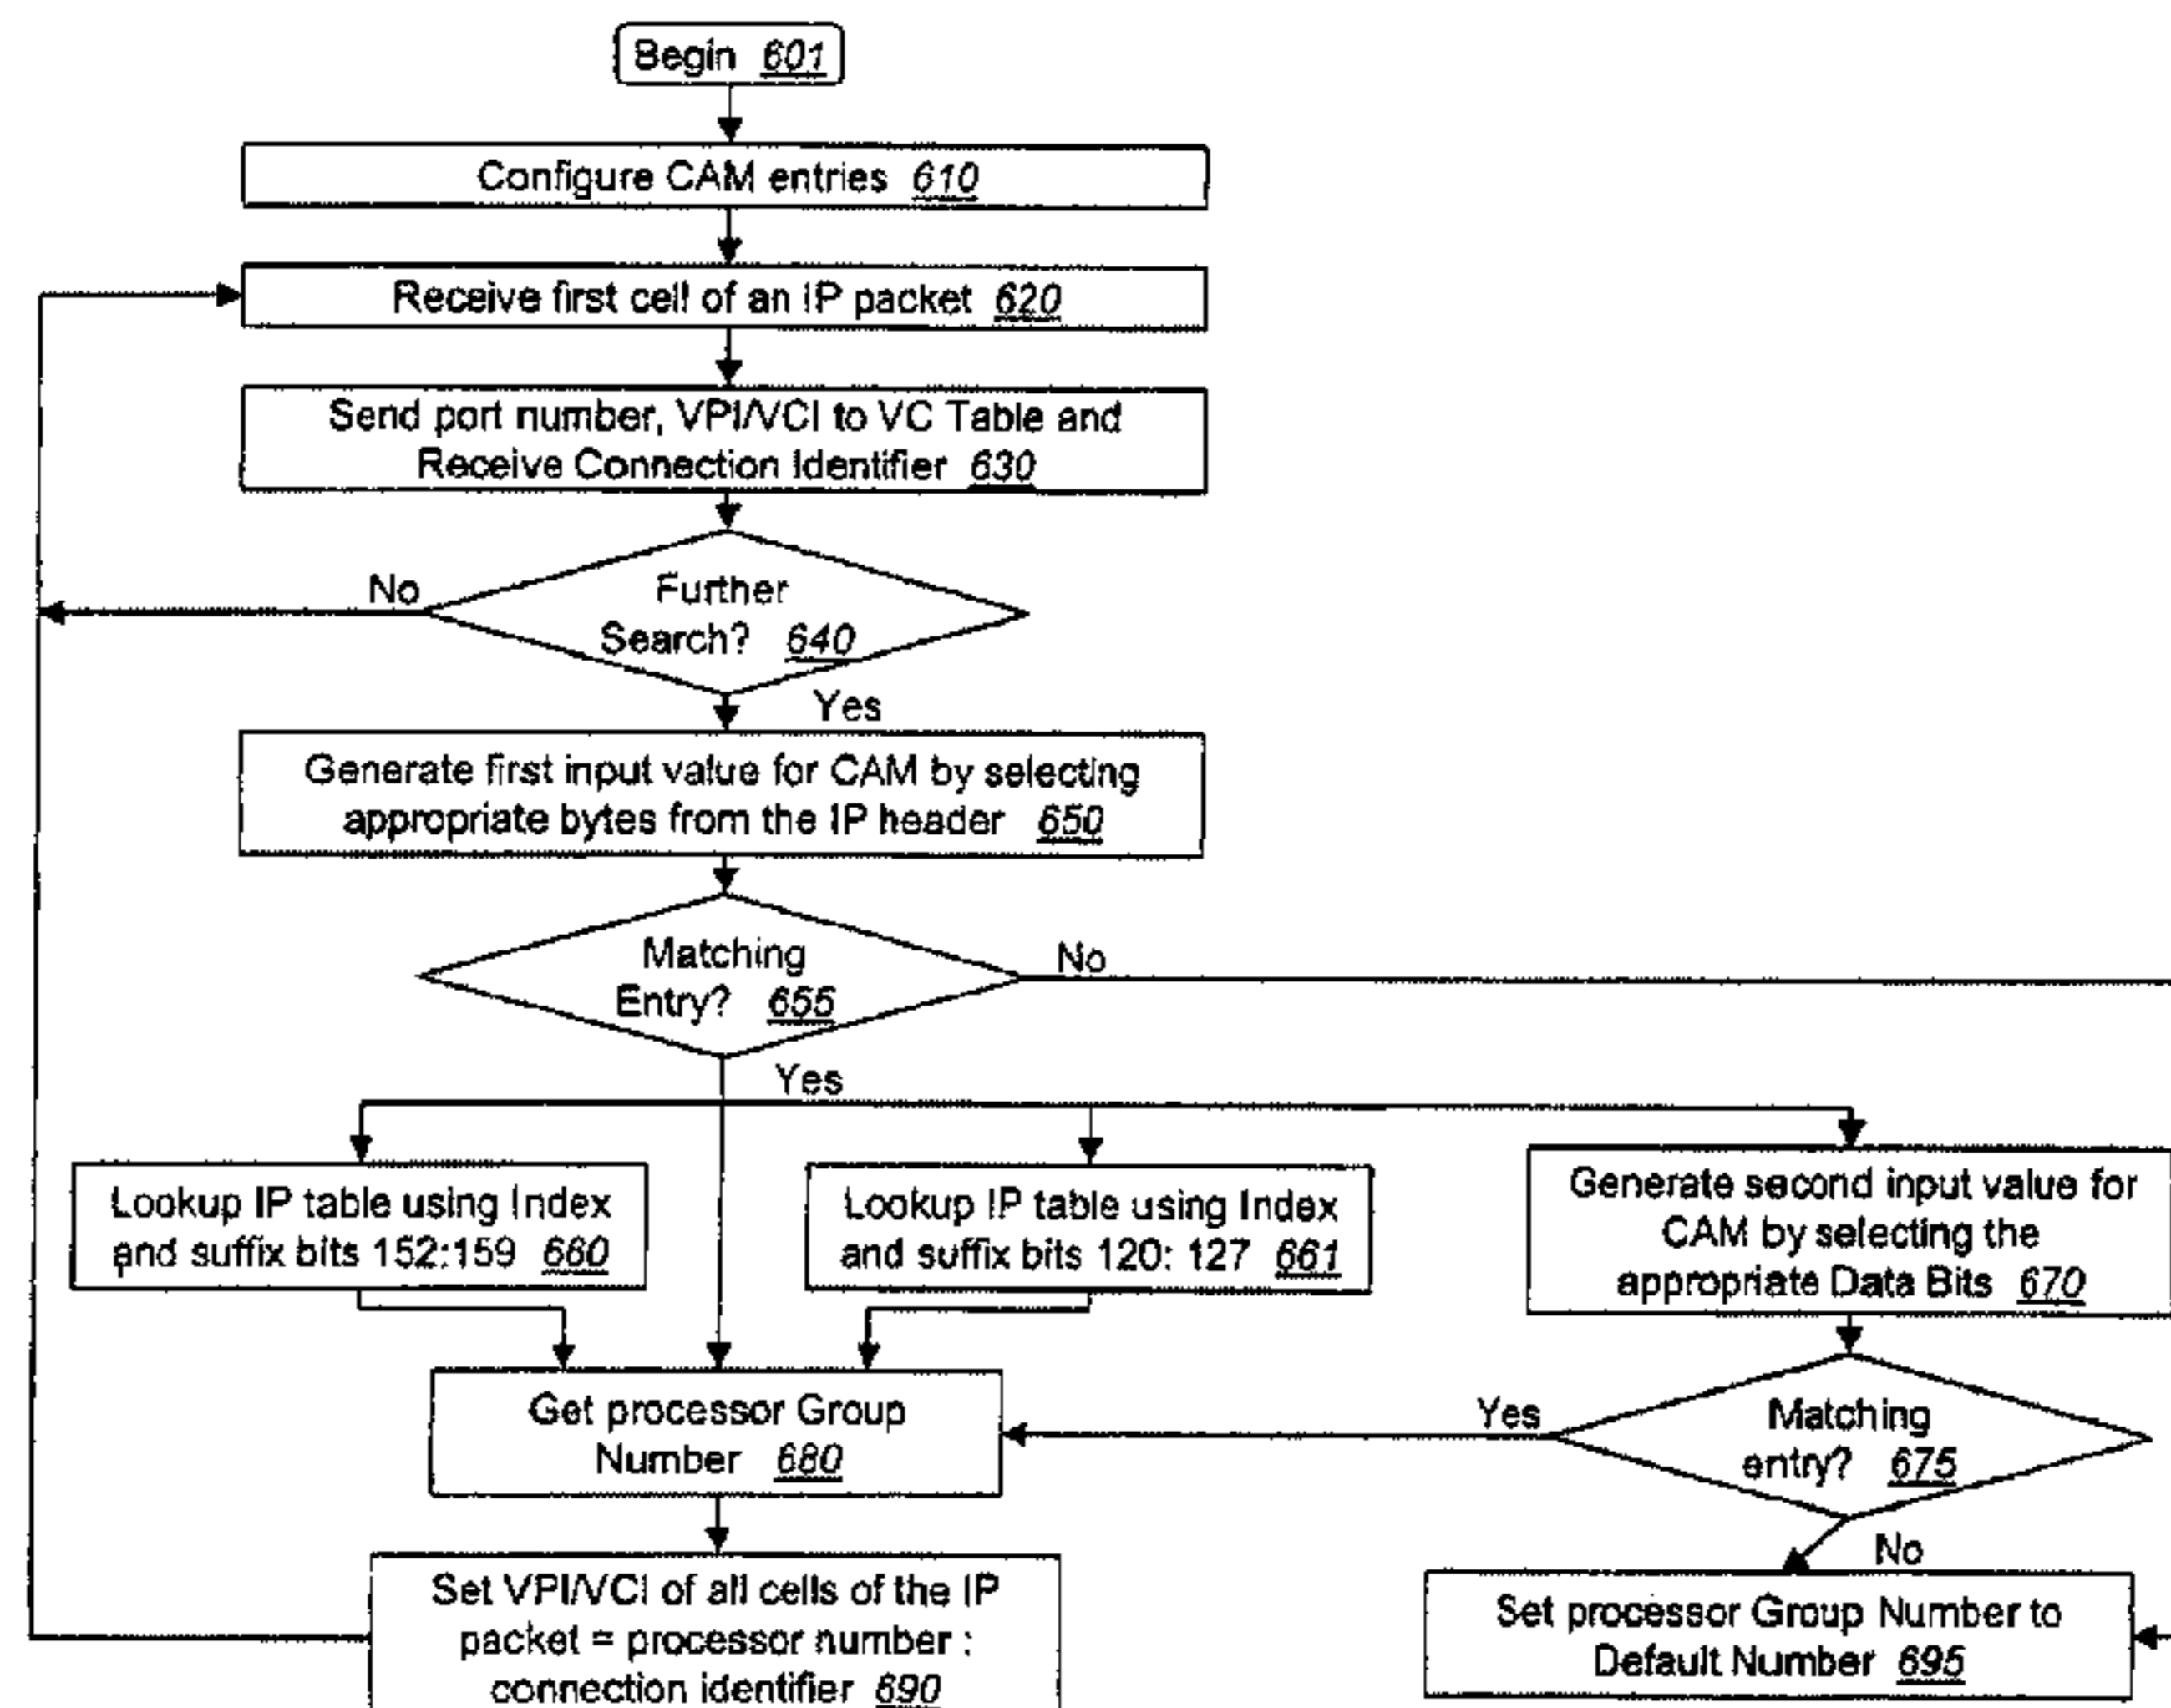 Begin 601
Configure CAM entries 610
Receive first cell of an IP packet 620
Send port number, VPI/VCI to VC Table and
Receive Connection Identifier 630
Further
Search? 640
No
Yes
Generate first input value for CAM by selecting
appropriate bytes from the IP header 650
Matching
Entry? 655
No
Yes
Lookup IP table using Index
and suffix bits 152:159 660
Lookup IP table using Index
and suffix bits 120: 127 661
Generate second input value for
CAM by selecting the
appropriate Data Bits 670
Get processor Group
Number 680
Yes
Matching
entry? 675
No
Set VPI/VCI of all cells of the IP
packet = processor number :
connection identifier 690
Set processor Group Number to
Default Number 695